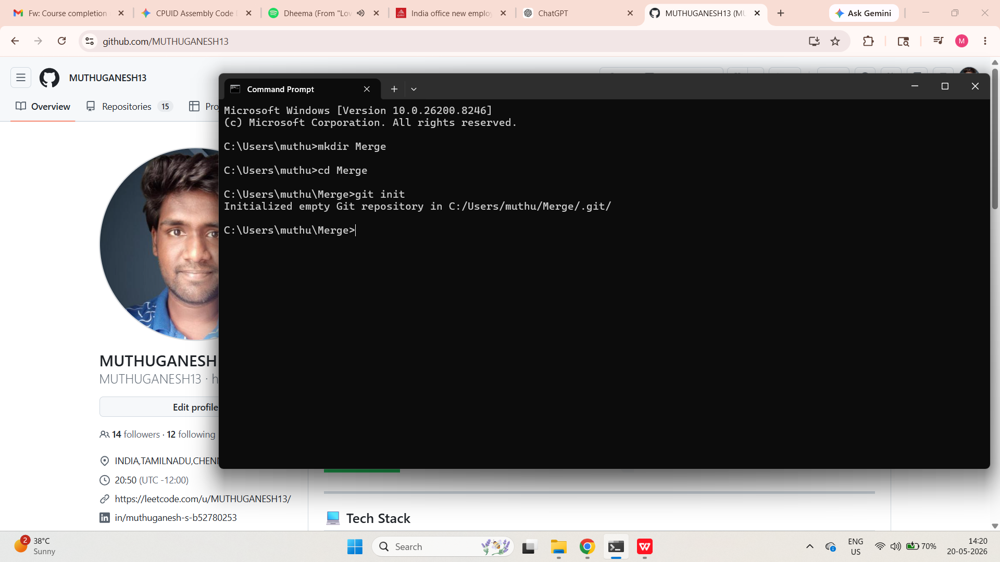 Fw: Course completion
CPUID Assembly Code
Dheema (From "Lov
India office new employ
ChatGPT
MUTHUGANESH13 (MU
Ask Gemini
github.com/MUTHUGANESH13
M
MUTHUGANESH13
Overview
Repositories 15
Pro
Command Prompt
Microsoft Windows [Version 10.0.26200.8246]
(c) Microsoft Corporation. All rights reserved.
C:\Users\muthu>mkdir Merge
C:\Users\muthu>cd Merge
C:\Users\muthu\Merge>git init
Initialized empty Git repository in C:/Users/muthu/Merge/.git/
C:\Users\muthu\Merge>
MUTHUGANESH
MUTHUGANESH13 · h
Edit profile
14 followers · 12 following
INDIA,TAMILNADU,CHENN
20:50 (UTC -12:00)
https://leetcode.com/u/MUTHUGANESH13/
in/muthuganesh-s-b52780253
Tech Stack
2
38°C
Sunny
Search
ENG
US
70%
14:20
20-05-2026